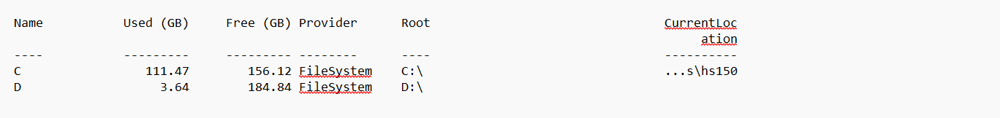 Name Used (GB) Free (GB) Provider Root CurrentLoc
ation
---- --------- --------- -------- ---- ----------
C 111.47 156.12 FileSystem C:\ ...s\hs150
D 3.64 184.84 FileSystem D:\